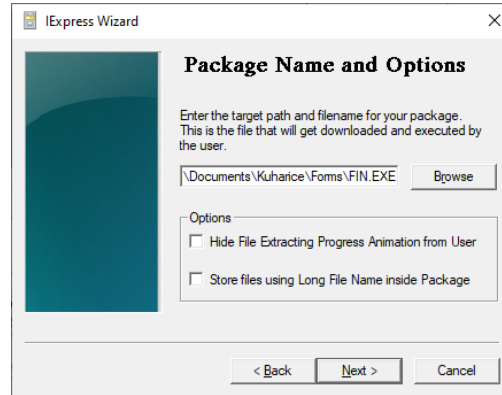 IExpress Wizard
Package Name and Options
Enter the target path and filename for your package.
This is the file that will get downloaded and executed by
the user.
\Documents\Kuharice\Forms\FIN.EXE
Browse
Options
Hide File Extracting Progress Animation from User
Store files using Long File Name inside Package
< Back
Next >
Cancel